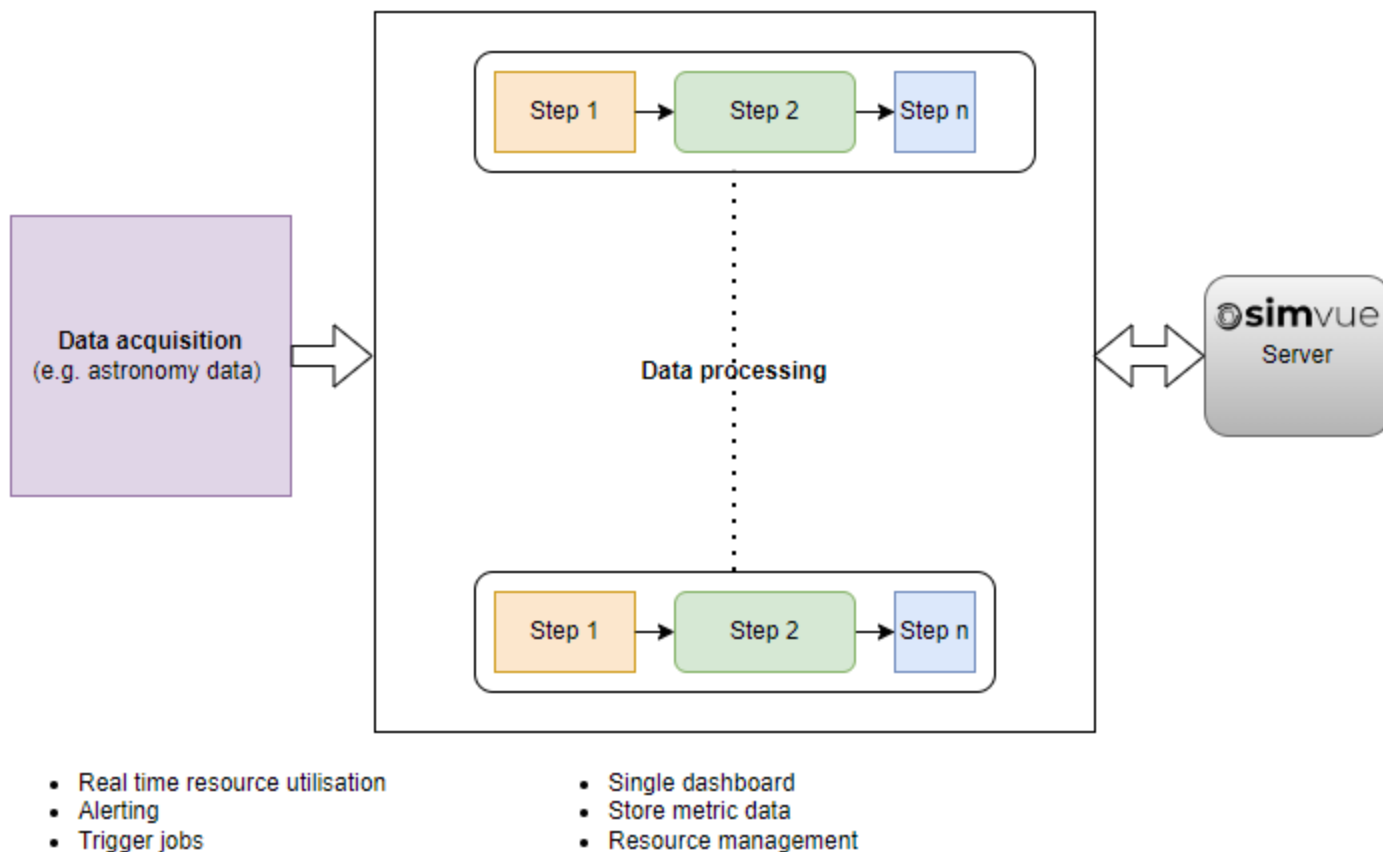 Step 1
Step 2
Step n
Data acquisition
(e.g. astronomy data)
Data processing
simvue
Server
Step 1
Step 2
Step n
• Real time resource utilisation
• Alerting
• Trigger jobs
• Single dashboard
• Store metric data
• Resource management